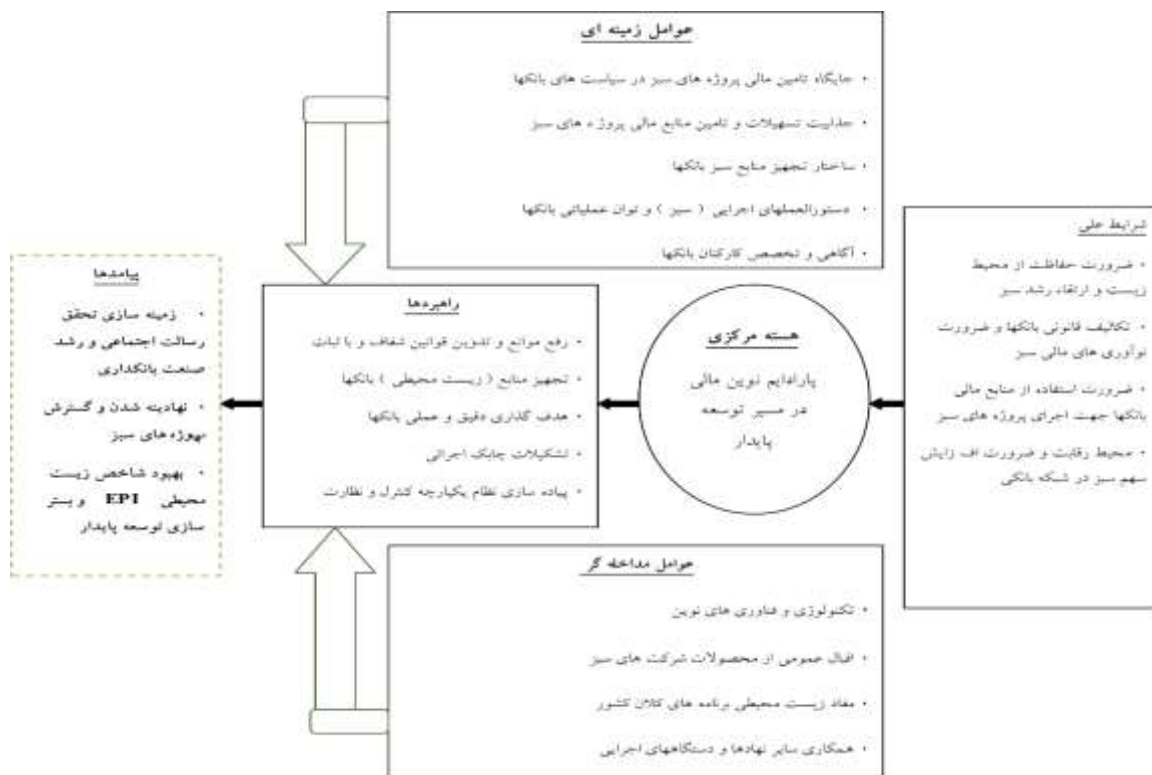 عوامل زمینه ای
• جایگاه تامین مالی پروژه های سبز در سیاست های بانکها
• جذابیت تسهیلات و تامین منابع مالی پروژه های سبز
• ساختار تجهیز منابع سبز بانکها
• دستورالعملهای اجرایی ( سبز ) و توان عملیاتی بانکها
• آگاهی و تخصص کارکنان بانکها
شرایط علی
• ضرورت حفاظت از محیط
زیست و ارتقاء رشد سبز
• تکالیف قانونی بانکها و ضرورت
نوآوری های مالی سبز
• ضرورت استفاده از منابع مالی
بانکها جهت اجرای پروژه های سبز
• محیط رقابت و ضرورت اف زایش
سهم سبز در شبکه بانکی
هسته مرکزی
پارادایم نوین مالی
در مسیر توسعه
پایدار
راهبردها
• رفع موانع و تدوین قوانین شفاف و با ثبات
• تجهیز منابع ( زیست محیطی ) بانکها
• هدف گذاری دقیق و عملی بانکها
• تشکیلات چابک اجرائی
• پیاده سازی نظام یکپارچه کنترل و نظارت
پیامدها
• زمینه سازی تحقق
رسالت اجتماعی و رشد
صنعت بانکداری
• نهادینه شدن و گسترش
های سبز
• بهبود شاخص زیست
محیطی EPI و بستر
سازی توسعه پایدار
عوامل مداخله گر
• تکنولوژی و فناوری های نوین
• اقبال عمومی از محصولات شرکت های سبز
• مفاد زیست محیطی برنامه های کلان کشور
• همکاری سایر نهادها و دستگاههای اجرایی